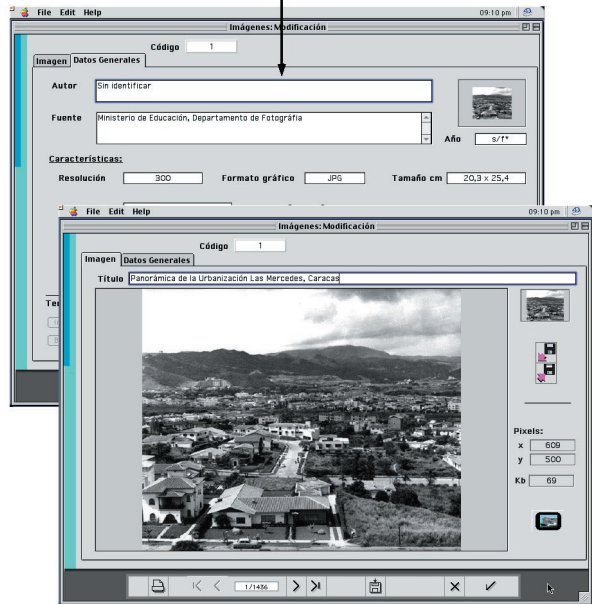 File Edit Help 09:10 pm
Imágenes: Modificación
Código 1
Imagen Datos Generales
Autor Sin identificar
Fuente Ministerio de Educación, Departamento de Fotográfia
Año s/f*
Características:
Resolución 300 Formato gráfico JPG Tamaño cm 20,3 x 25,4
File Edit Help 09:10 pm
Imágenes: Modificación
Código 1
Imagen Datos Generales
Título Panorámica de la Urbanización Las Mercedes, Caracas
Pixels:
x 609
y 500
Kb 69
1/1436